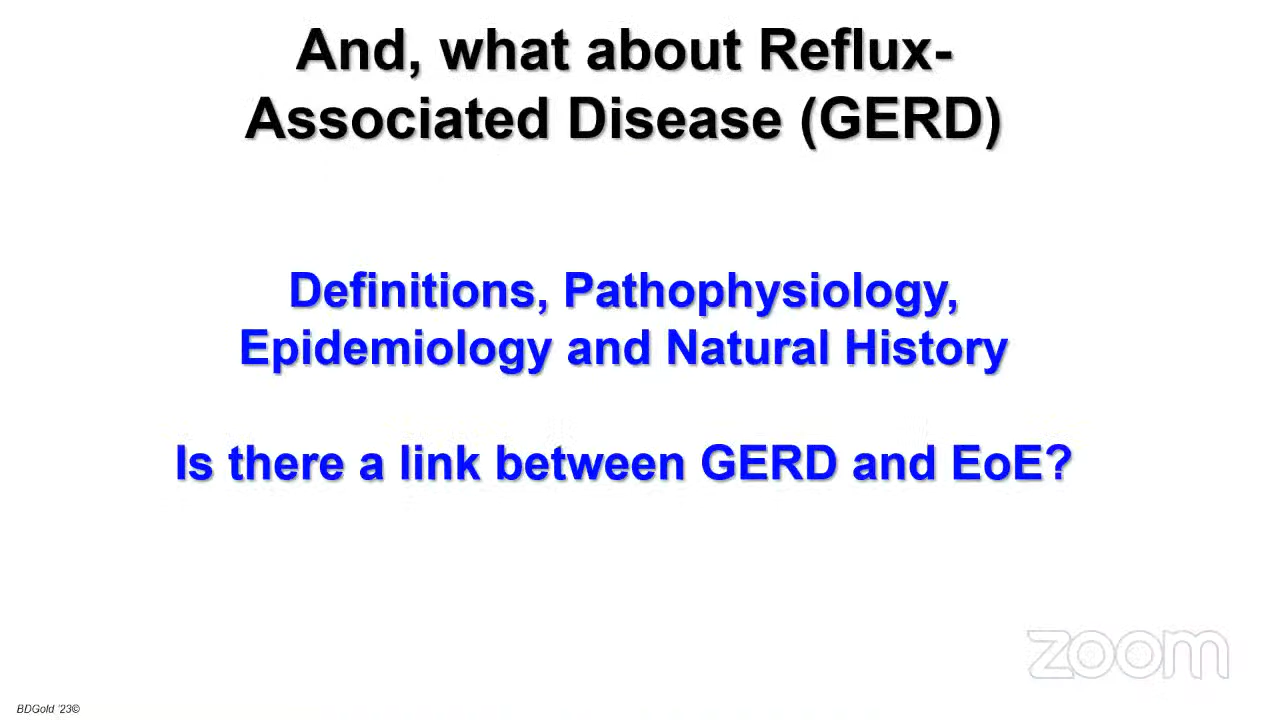 And, what about Reflux-
Associated Disease (GERD)
Definitions, Pathophysiology,
Epidemiology and Natural History
Is there a link between GERD and EoE?
zoom
BDGold '23©